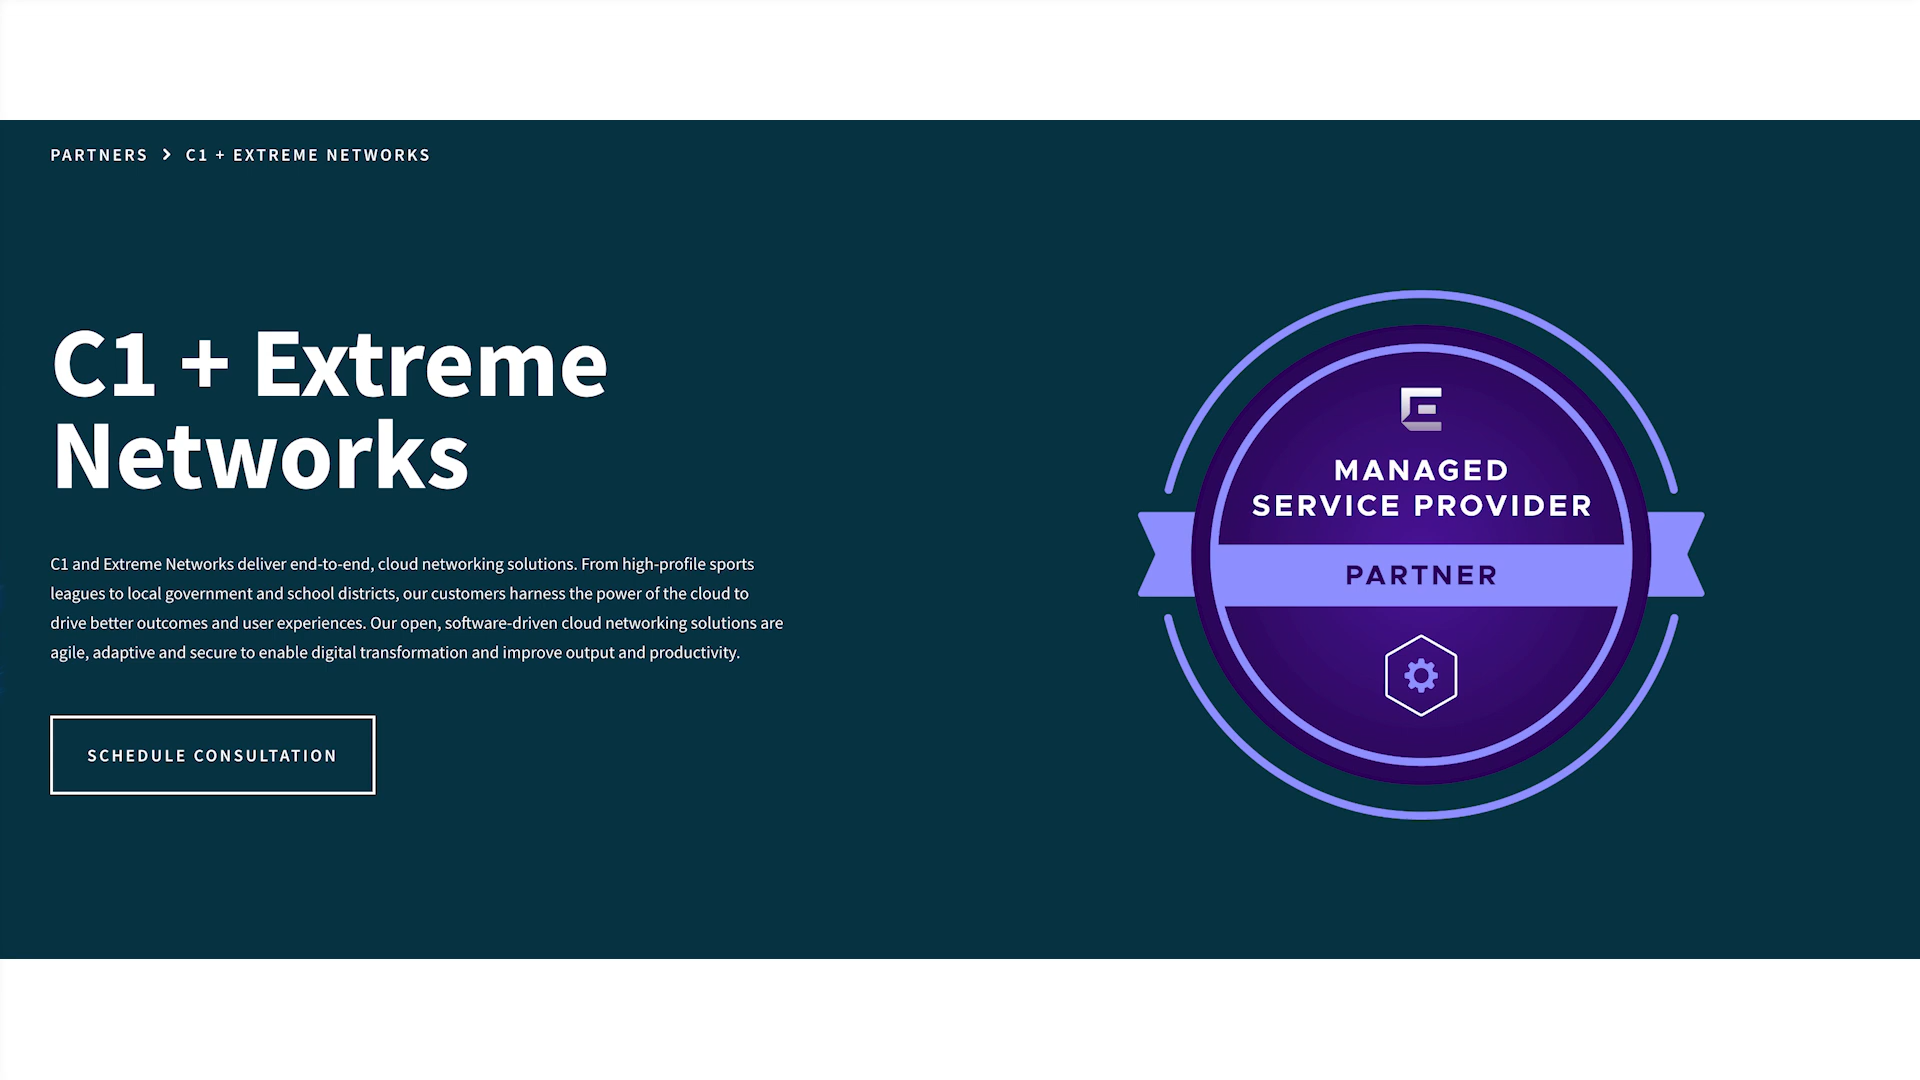 PARTNERS > C1 + EXTREME NETWORKS
C1 + Extreme
Networks
C1 and Extreme Networks deliver end-to-end, cloud networking solutions. From high-profile sports
leagues to local government and school districts, our customers harness the power of the cloud to
drive better outcomes and user experiences. Our open, software-driven cloud networking solutions are
agile, adaptive and secure to enable digital transformation and improve output and productivity.
SCHEDULE CONSULTATION
E
MANAGED
SERVICE PROVIDER
PARTNER